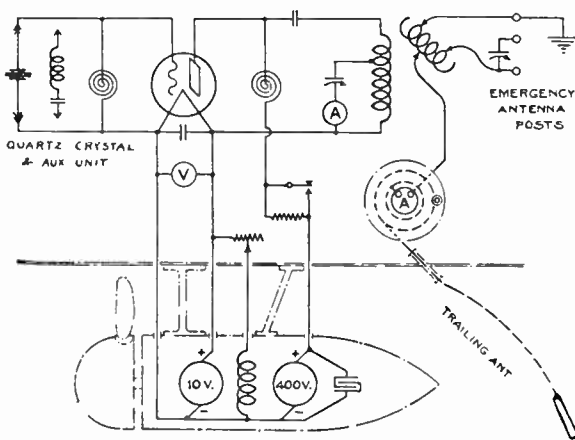 QUARTZ CRYSTAL
& AUX UNIT
V
A
EMERGENCY
ANTENNA
POSTS
A
TRAILING ANT
+
10 V.
-
+
400V.
-